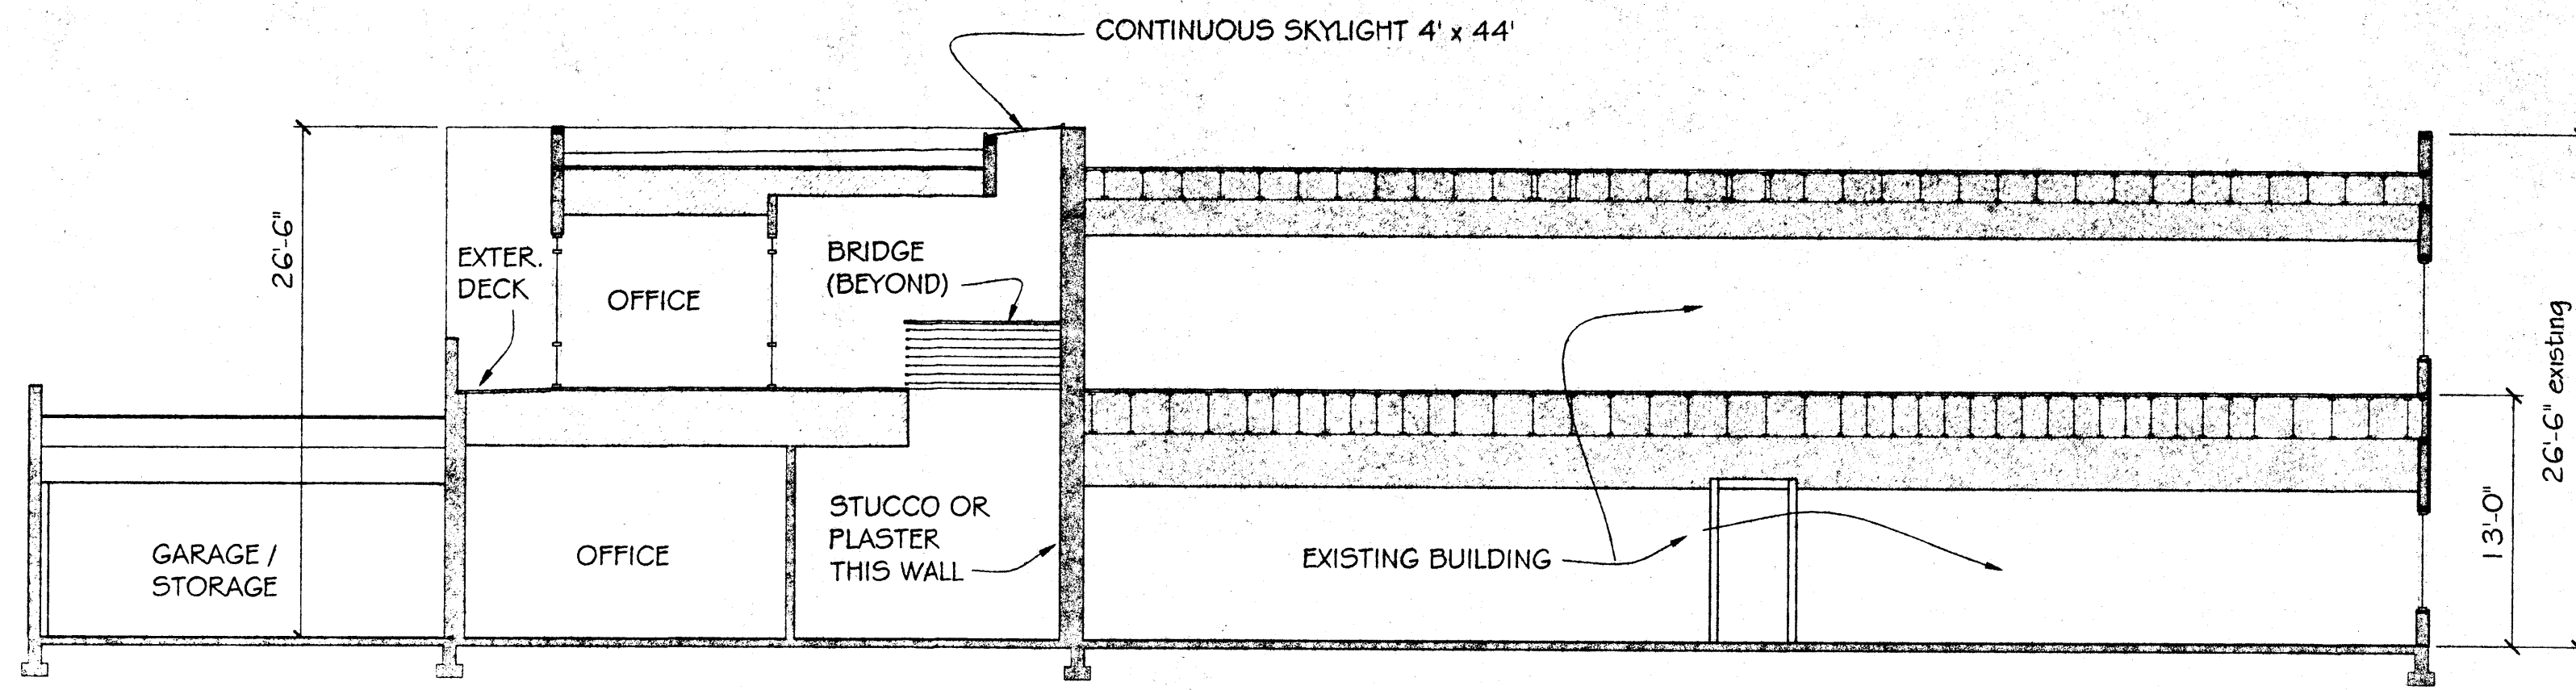 CONTINUOUS SKYLIGHT 4' x 44'
26'-6"
EXTER.
DECK
OFFICE
BRIDGE
(BEYOND)
GARAGE /
STORAGE
OFFICE
STUCCO OR
PLASTER
THIS WALL
EXISTING BUILDING
13'-0"
26'-6" existing